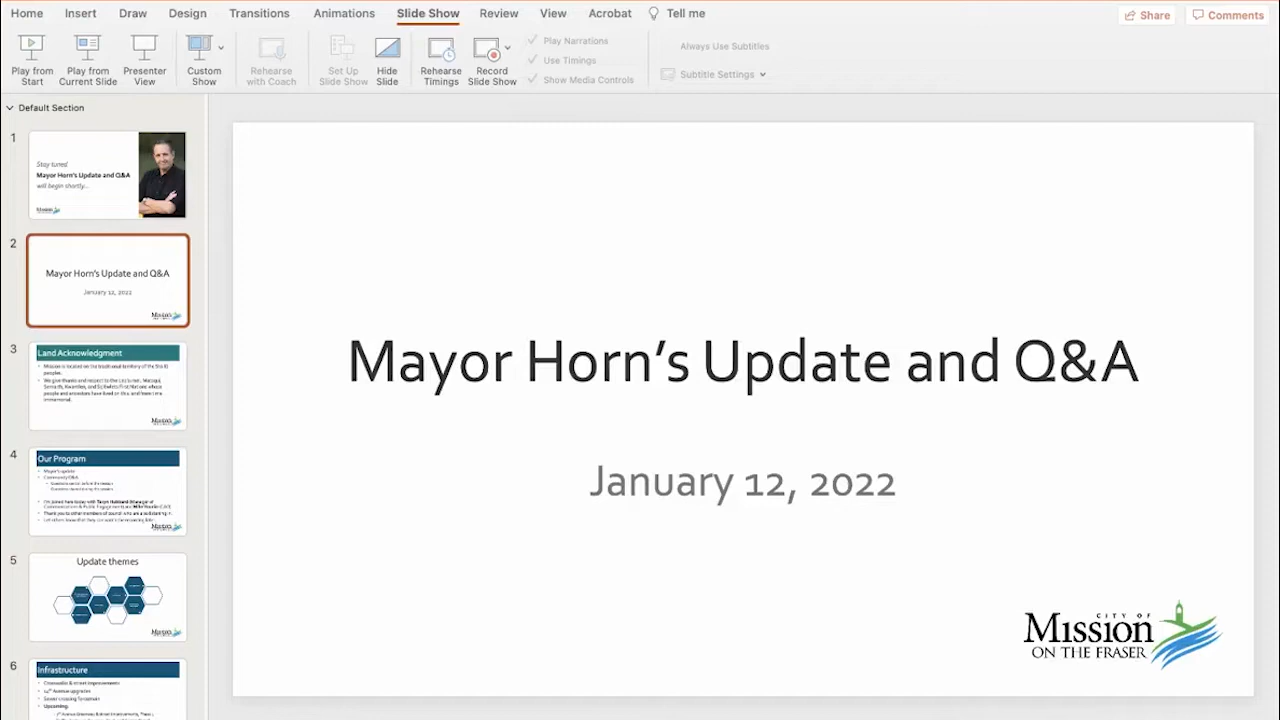 Home Insert Draw Design Transitions Animations Slide Show Review View Acrobat Tell me
Share Comments
Play from Start
Play from Current Slide
Presenter View
Custom Show
Rehearse with Coach
Set Up Slide Show
Hide Slide
Rehearse Timings
Record Slide Show
Play Narrations
Use Timings
Show Media Controls
Always Use Subtitles
Subtitle Settings
Default Section
1
Stay tuned
Mayor Horn's Update and Q&A
will begin shortly...
2
Mayor Horn's Update and Q&A
January 12, 2022
3
Land Acknowledgment
4
Our Program
Mayor's update
Community Q&A
5
Update themes
6
Infrastructure
Upcoming:
Mayor Horn's Update and Q&A
January 12, 2022
CITY OF
Mission
ON THE FRASER